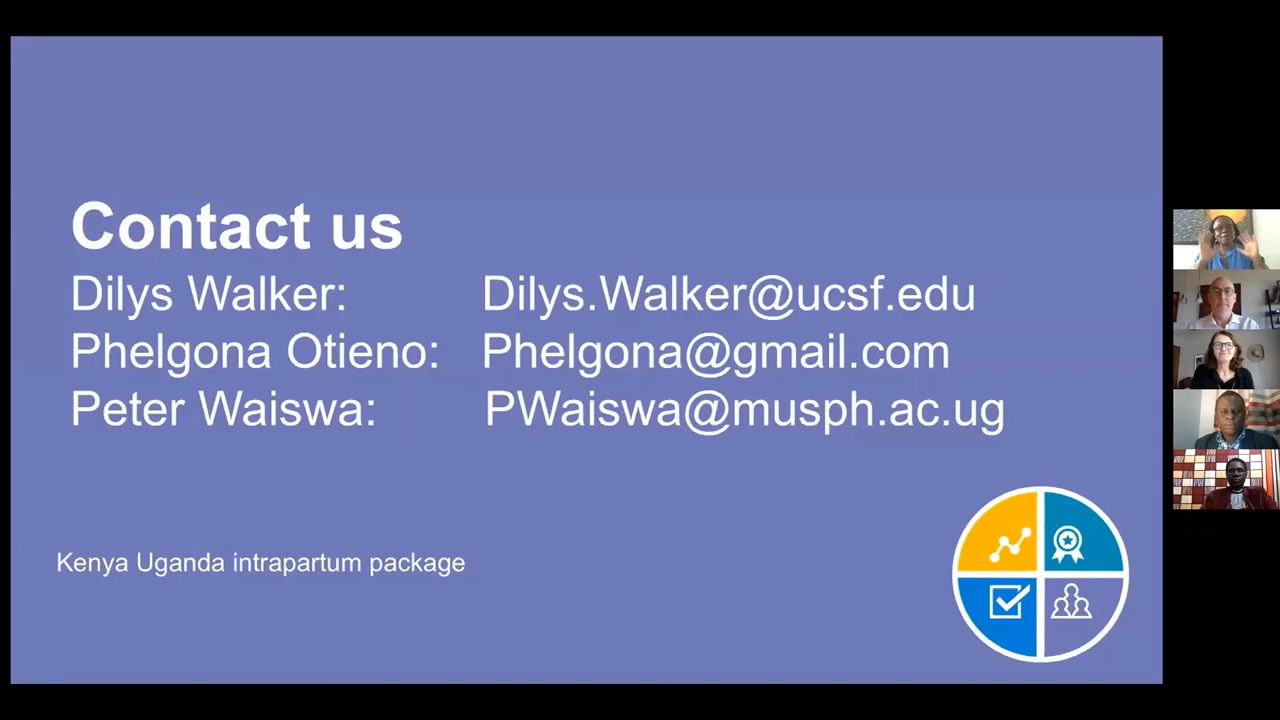 Contact us
Dilys Walker: Dilys.Walker@ucsf.edu
Phelgona Otieno: Phelgona@gmail.com
Peter Waiswa: PWaiswa@musph.ac.ug
Kenya Uganda intrapartum package